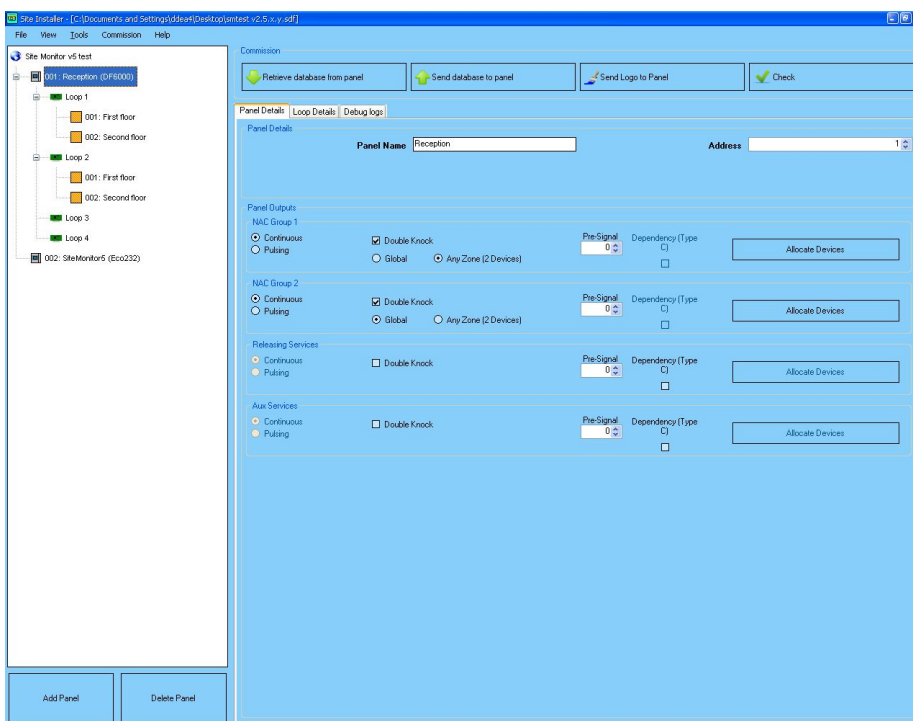 Site Installer - [C:\Documents and Settings\ddea4\Desktop\smtest v2.5.x.y.sdf]
File View Tools Commission Help
Site Monitor v5 test
001: Reception (DF6000)
Loop 1
001: First floor
002: Second floor
Loop 2
001: First floor
002: Second floor
Loop 3
Loop 4
002: SiteMonitor5 (Eco232)
Add Panel
Delete Panel
Commission
Retrieve database from panel
Send database to panel
Send Logo to Panel
Check
Panel Details Loop Details Debug logs
Panel Details
Panel Name Reception Address 1
Panel Outputs
NAC Group 1
Continuous
Pulsing
Double Knock
Global Any Zone (2 Devices)
Pre-Signal
0
Dependency (Type
C)
Allocate Devices
NAC Group 2
Continuous
Pulsing
Double Knock
Global Any Zone (2 Devices)
Pre-Signal
0
Dependency (Type
C)
Allocate Devices
Releasing Services
Continuous
Pulsing
Double Knock
Pre-Signal
0
Dependency (Type
C)
Allocate Devices
Aux Services
Continuous
Pulsing
Double Knock
Pre-Signal
0
Dependency (Type
C)
Allocate Devices